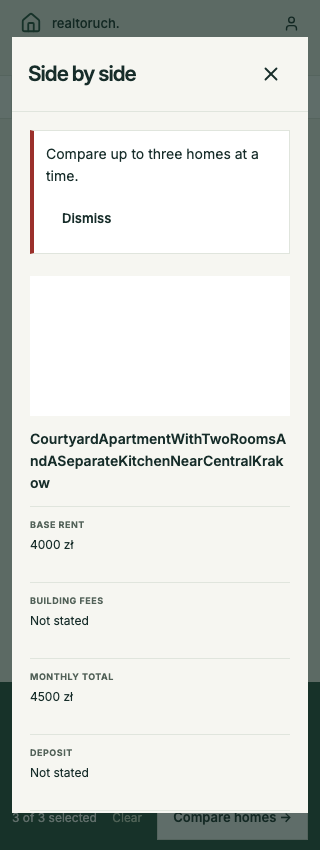 realtoruch.
Side by side
Compare up to three homes at a
time.
Dismiss
CourtyardApartmentWithTwoRoomsA
ndASeparateKitchenNearCentralKrak
ow
BASE RENT
4000 zł
BUILDING FEES
Not stated
MONTHLY TOTAL
4500 zł
DEPOSIT
Not stated
3 of 3 selected Clear Compare homes →